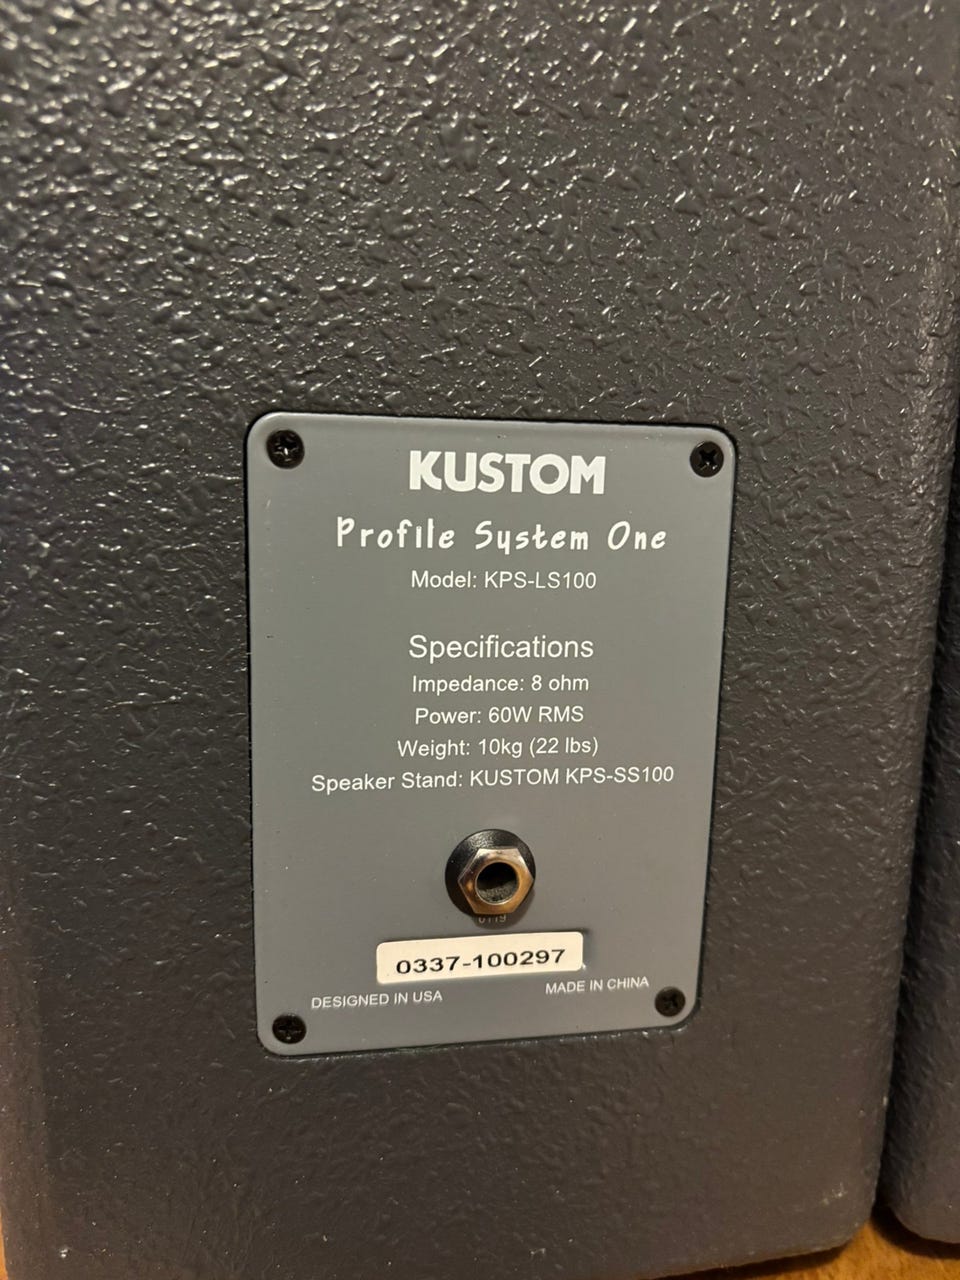 KUSTOM
Profile System One
Model: KPS-LS100
Specifications
Impedance: 8 ohm
Power: 60W RMS
Weight: 10kg (22 lbs)
Speaker Stand: KUSTOM KPS-SS100
0119
0337-100297
DESIGNED IN USA
MADE IN CHINA